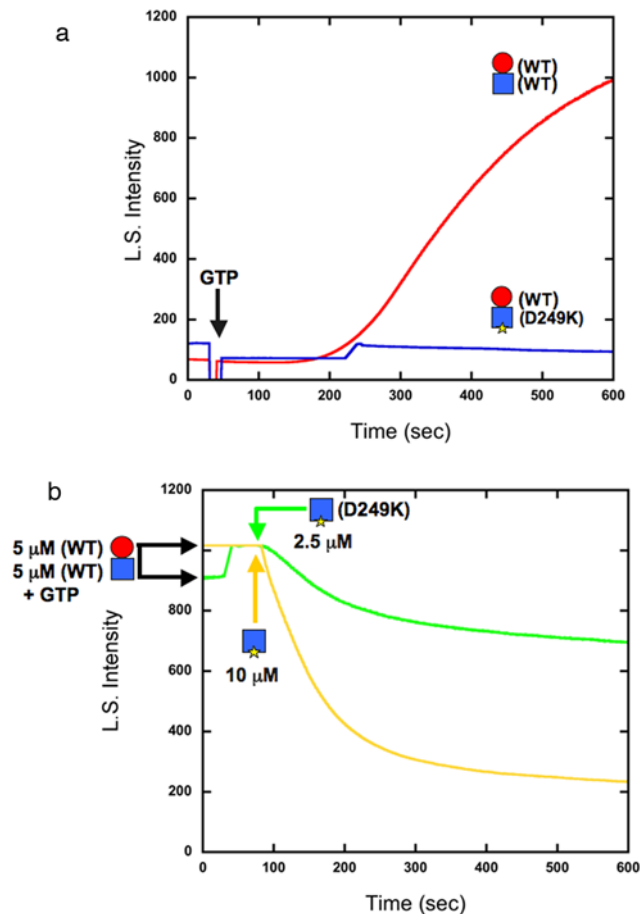 a
1200
1000
800
600
400
200
0
L.S. Intensity
GTP
(WT)
(WT)
(WT)
(D249K)
0 100 200 300 400 500 600
Time (sec)
b
1200
1000
800
600
400
200
0
L.S. Intensity
5 µM (WT)
5 µM (WT)
+ GTP
(D249K)
2.5 µM
10 µM
0 100 200 300 400 500 600
Time (sec)